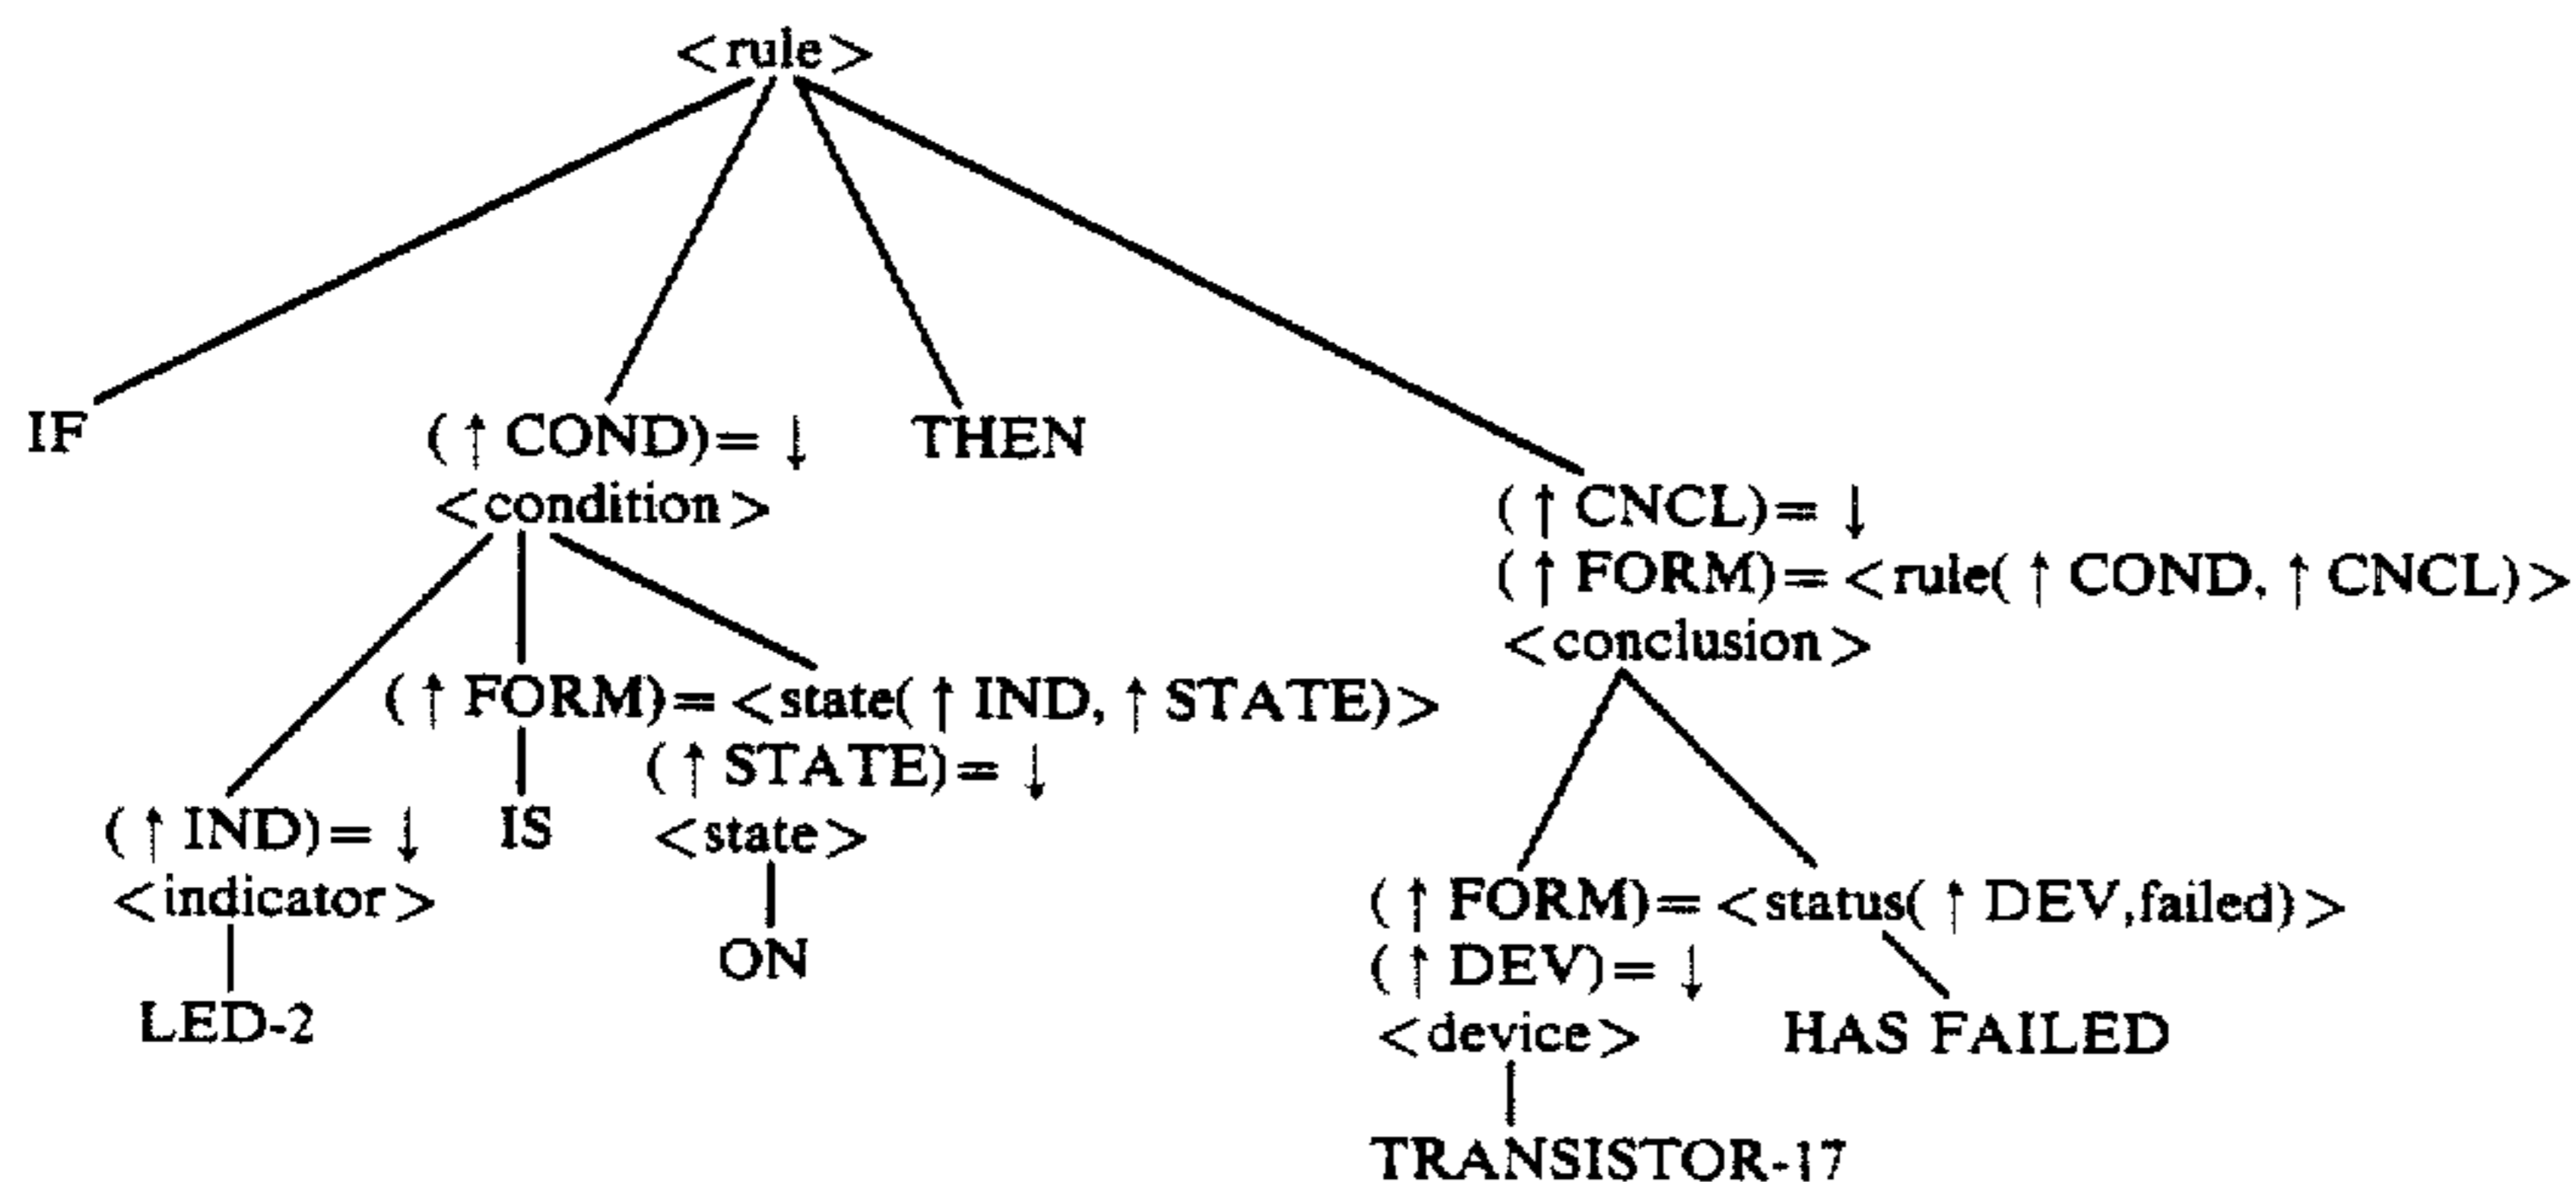 <rule>
IF
(↑ COND)= ↓
<condition>
THEN
(↑ CNCL)= ↓
(↑ FORM)= <rule(↑ COND, ↑ CNCL)>
<conclusion>
(↑ FORM)= <state(↑ IND, ↑ STATE)>
(↑ STATE)= ↓
<state>
(↑ IND)= ↓
<indicator>
IS
ON
LED-2
(↑ FORM)= <status(↑ DEV,failed)>
(↑ DEV)= ↓
<device>
HAS FAILED
TRANSISTOR-17